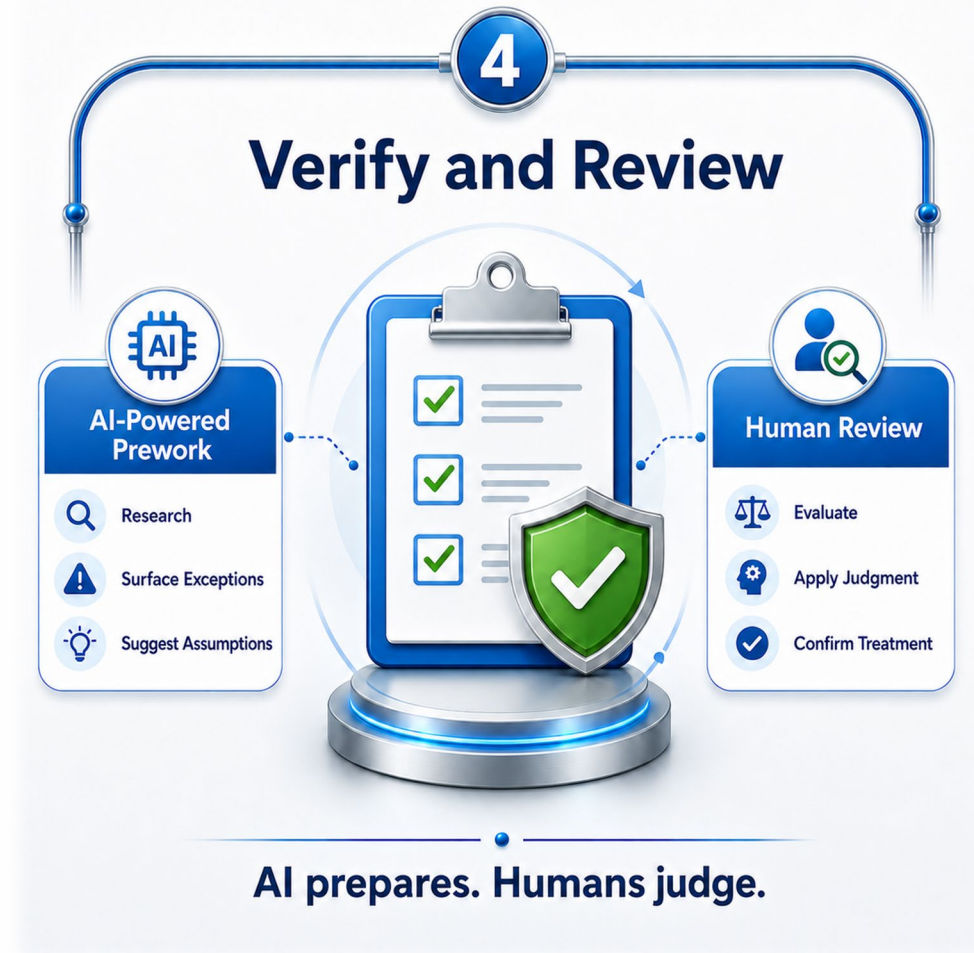 4
Verify and Review
AI
AI-Powered
Prework
Research
Surface Exceptions
Suggest Assumptions
Human Review
Evaluate
Apply Judgment
Confirm Treatment
AI prepares. Humans judge.